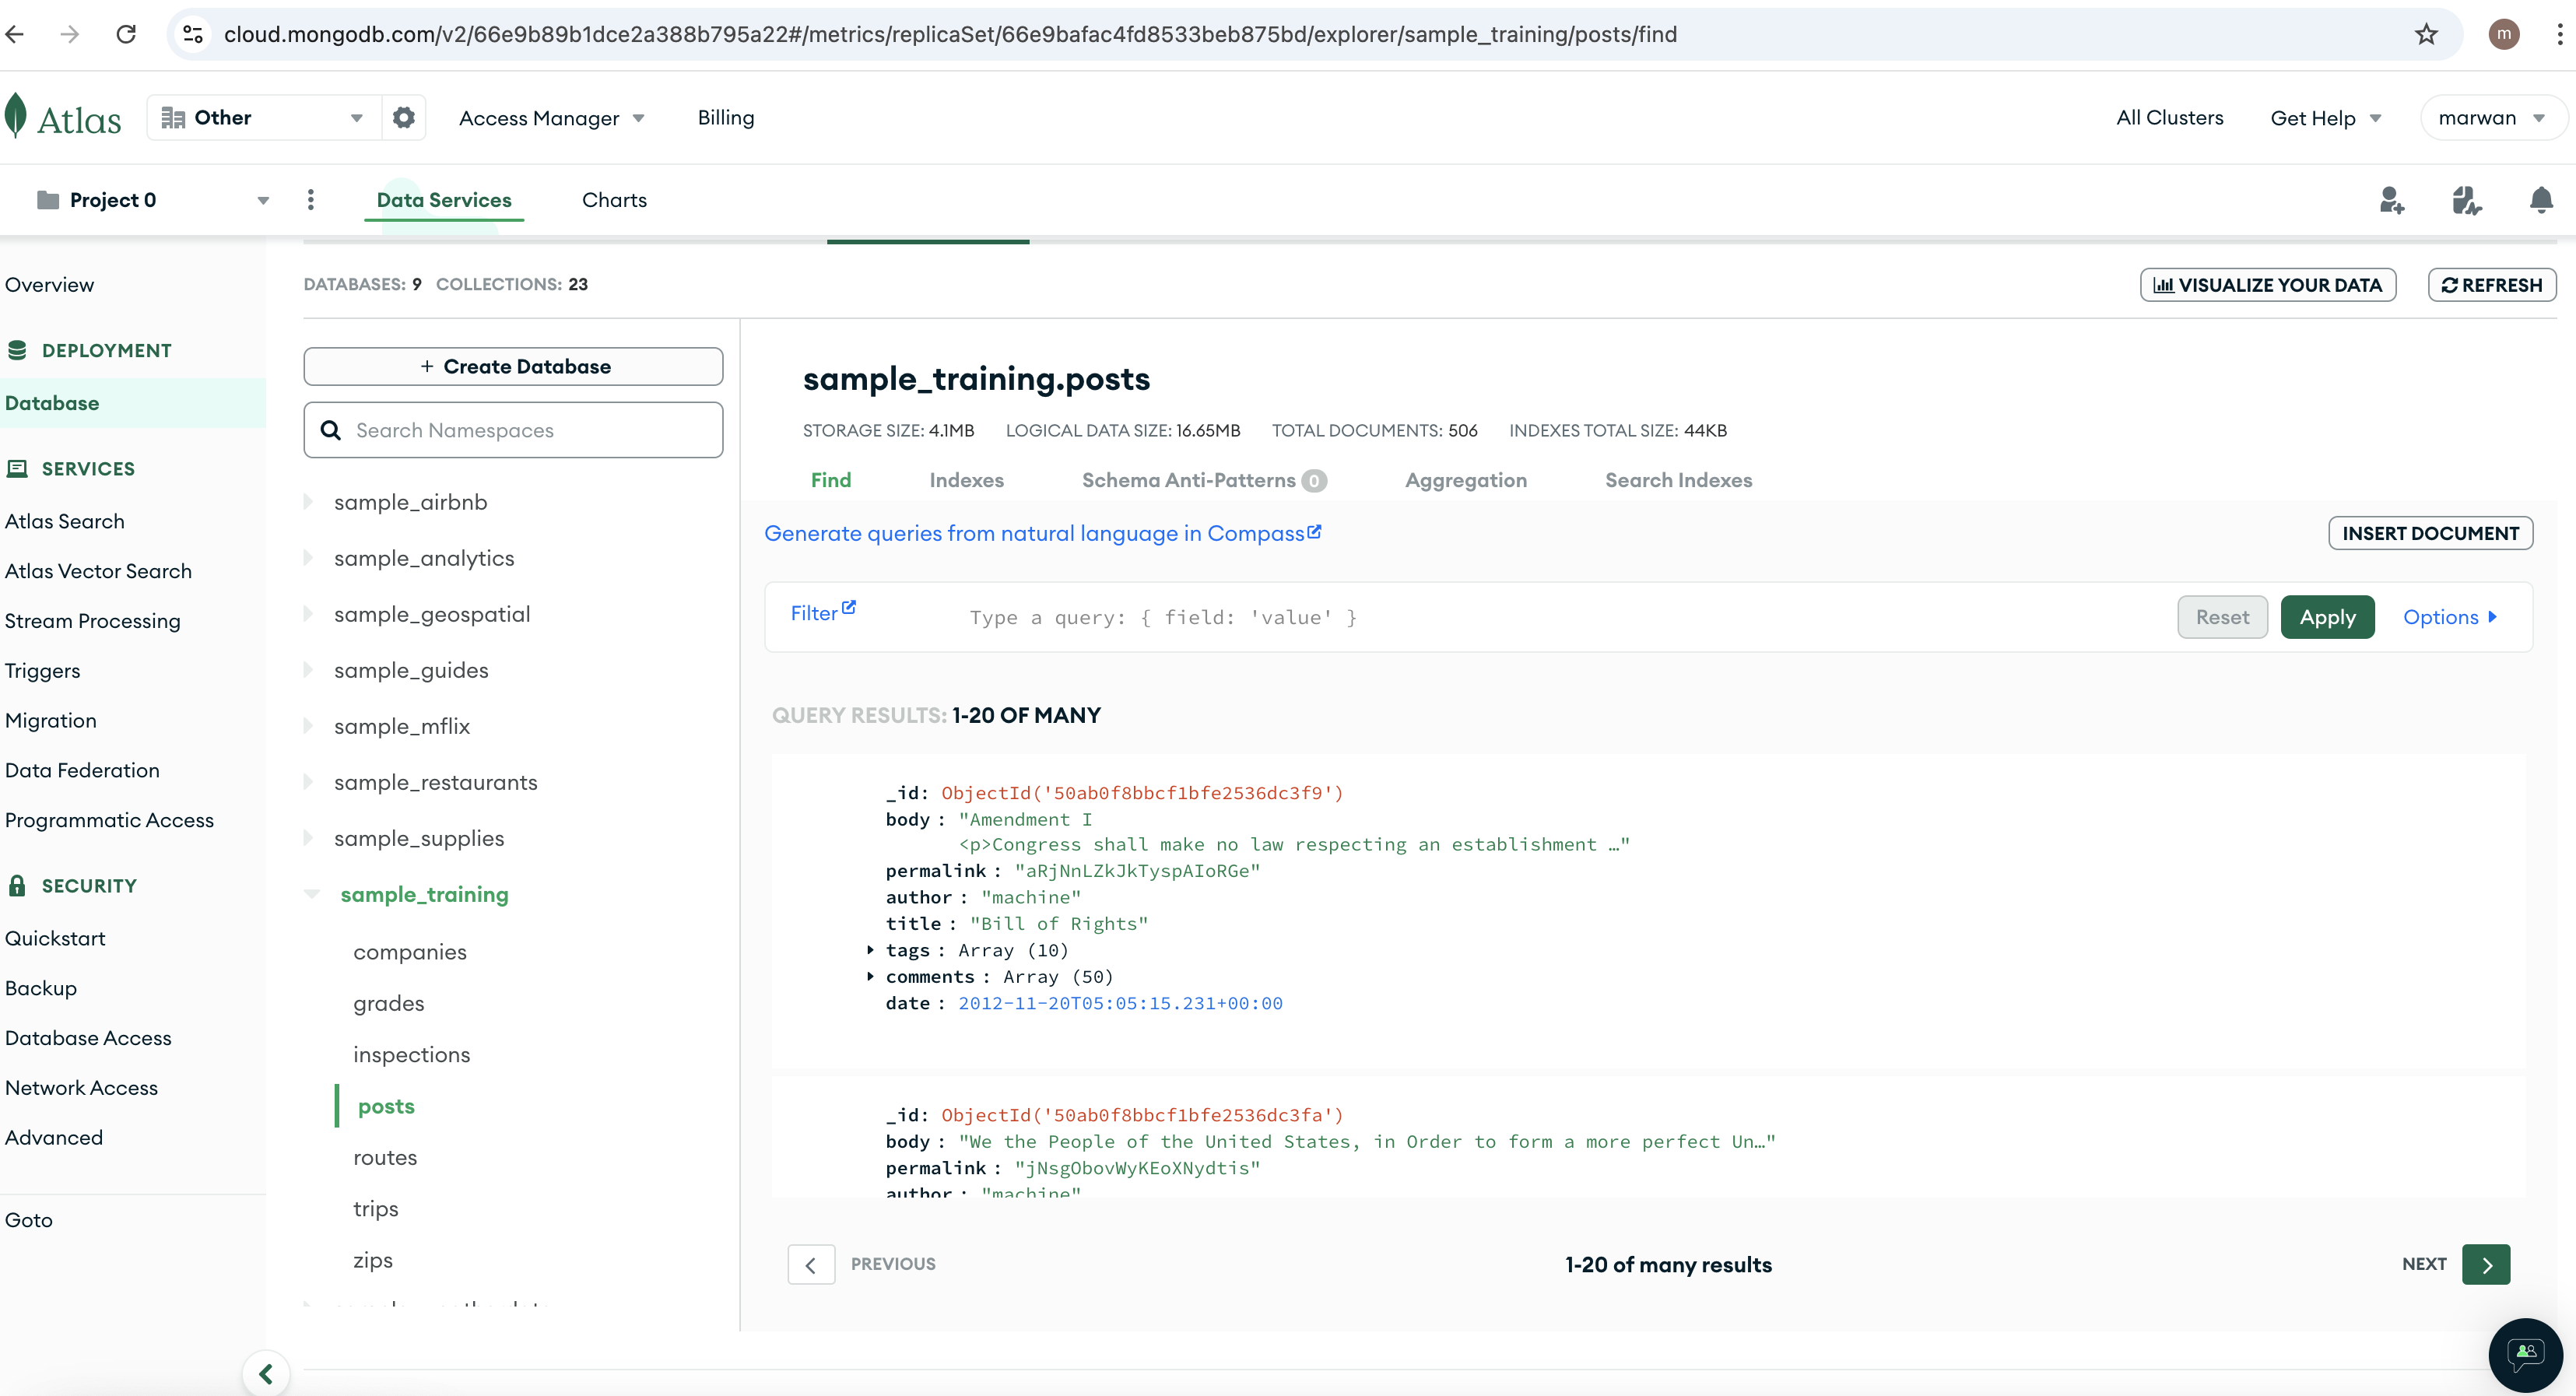 cloud.mongodb.com/v2/66e9b89b1dce2a388b795a22#/metrics/replicaSet/66e9bafac4fd8533beb875bd/explorer/sample_training/posts/find
m
Atlas
Other
Access Manager
Billing
All Clusters
Get Help
marwan
Project 0
Data Services
Charts
Overview
DEPLOYMENT
Database
SERVICES
Atlas Search
Atlas Vector Search
Stream Processing
Triggers
Migration
Data Federation
Programmatic Access
SECURITY
Quickstart
Backup
Database Access
Network Access
Advanced
Goto
DATABASES: 9 COLLECTIONS: 23
VISUALIZE YOUR DATA
REFRESH
+ Create Database
Search Namespaces
sample_airbnb
sample_analytics
sample_geospatial
sample_guides
sample_mflix
sample_restaurants
sample_supplies
sample_training
companies
grades
inspections
posts
routes
trips
zips
sample_training.posts
STORAGE SIZE: 4.1MB LOGICAL DATA SIZE: 16.65MB TOTAL DOCUMENTS: 506 INDEXES TOTAL SIZE: 44KB
Find
Indexes
Schema Anti-Patterns 0
Aggregation
Search Indexes
Generate queries from natural language in Compass
INSERT DOCUMENT
Filter
Type a query: { field: 'value' }
Reset
Apply
Options
QUERY RESULTS: 1-20 OF MANY
_id: ObjectId('50ab0f8bbcf1bfe2536dc3f9')
body : "Amendment I
<p>Congress shall make no law respecting an establishment …"
permalink : "aRjNnLZkJkTyspAIoRGe"
author : "machine"
title : "Bill of Rights"
tags : Array (10)
comments : Array (50)
date : 2012-11-20T05:05:15.231+00:00
_id: ObjectId('50ab0f8bbcf1bfe2536dc3fa')
body : "We the People of the United States, in Order to form a more perfect Un…"
permalink : "jNsgObovWyKEoXNydtis"
author : "machine"
PREVIOUS
1-20 of many results
NEXT